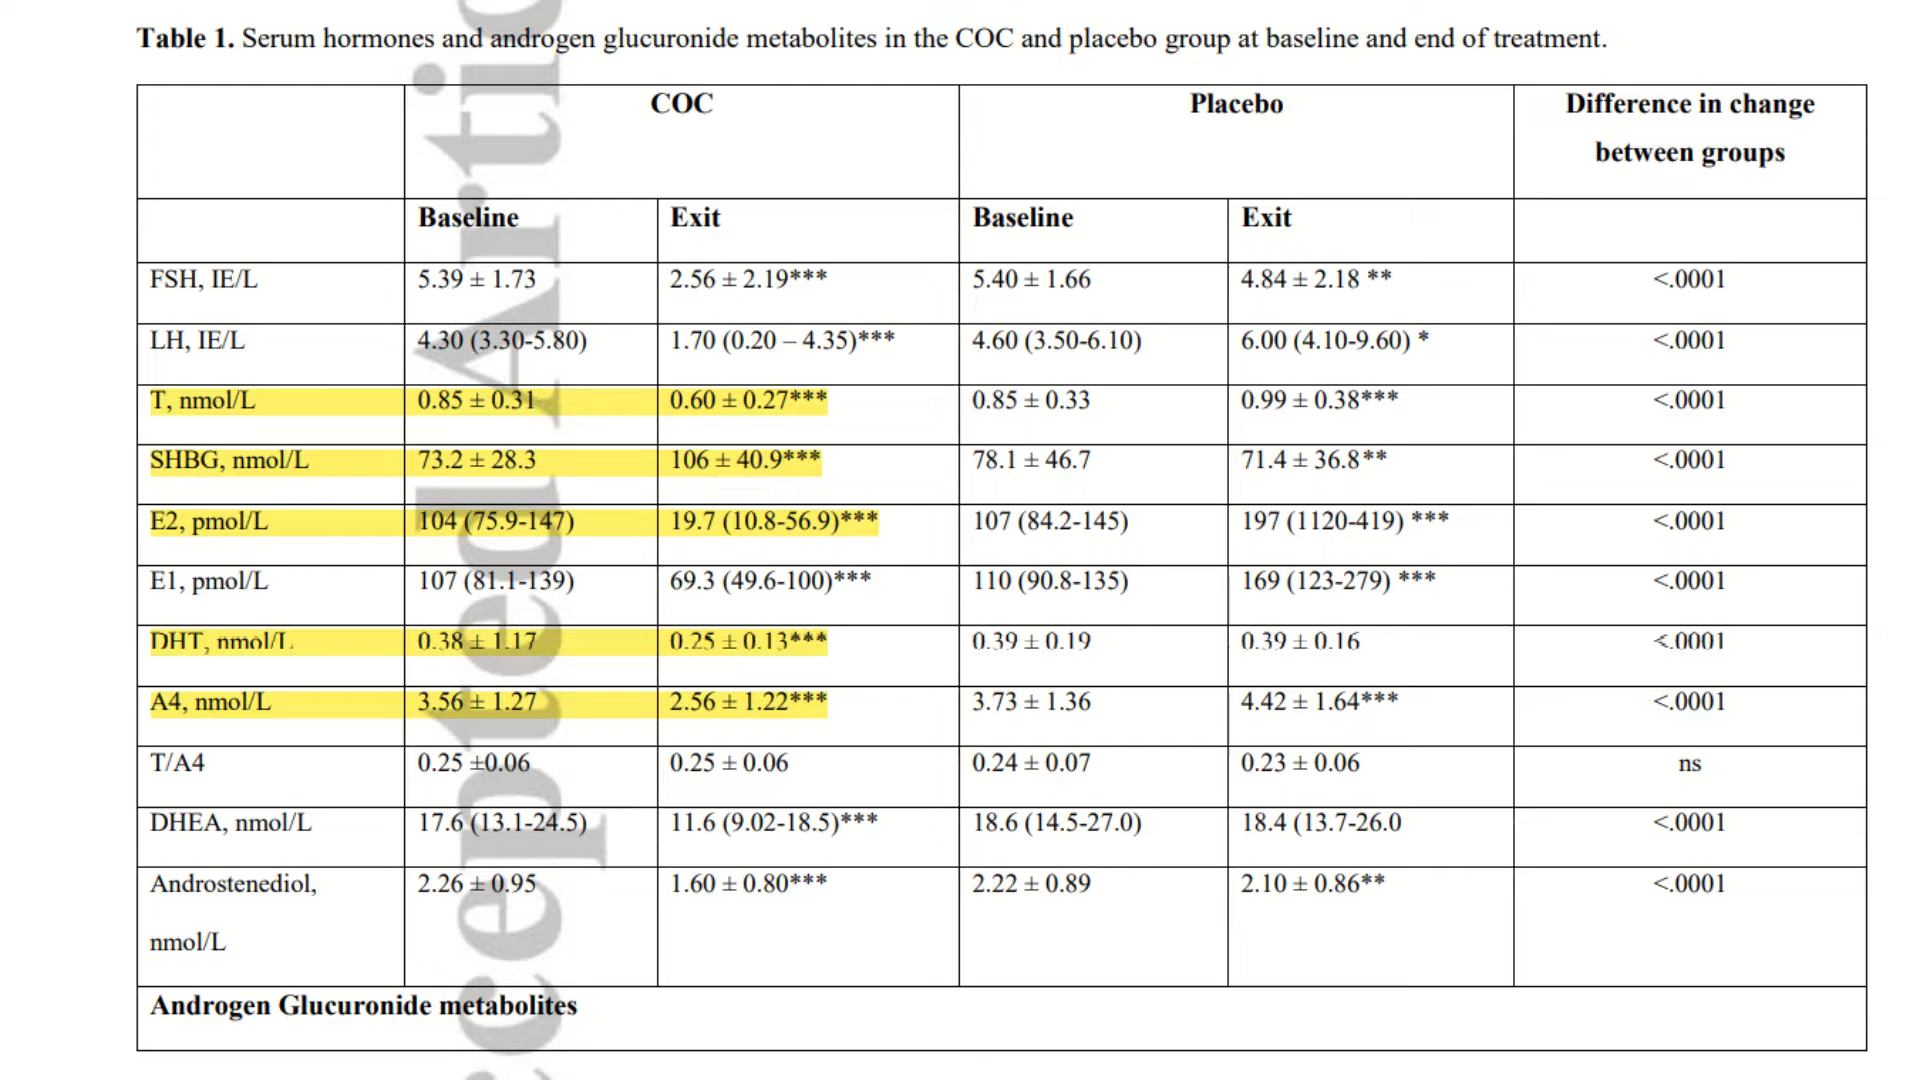 Table 1. Serum hormones and androgen glucuronide metabolites in the COC and placebo group at baseline and end of treatment.
COC Placebo Difference in change
between groups
Baseline Exit Baseline Exit
FSH, IE/L 5.39 ± 1.73 2.56 ± 2.19*** 5.40 ± 1.66 4.84 ± 2.18 ** <.0001
LH, IE/L 4.30 (3.30-5.80) 1.70 (0.20 – 4.35)*** 4.60 (3.50-6.10) 6.00 (4.10-9.60) * <.0001
T, nmol/L 0.85 ± 0.31 0.60 ± 0.27*** 0.85 ± 0.33 0.99 ± 0.38*** <.0001
SHBG, nmol/L 73.2 ± 28.3 106 ± 40.9*** 78.1 ± 46.7 71.4 ± 36.8** <.0001
E2, pmol/L 104 (75.9-147) 19.7 (10.8-56.9)*** 107 (84.2-145) 197 (1120-419) *** <.0001
E1, pmol/L 107 (81.1-139) 69.3 (49.6-100)*** 110 (90.8-135) 169 (123-279) *** <.0001
DHT, nmol/L 0.38 ± 1.17 0.25 ± 0.13*** 0.39 ± 0.19 0.39 ± 0.16 <.0001
A4, nmol/L 3.56 ± 1.27 2.56 ± 1.22*** 3.73 ± 1.36 4.42 ± 1.64*** <.0001
T/A4 0.25 ±0.06 0.25 ± 0.06 0.24 ± 0.07 0.23 ± 0.06 ns
DHEA, nmol/L 17.6 (13.1-24.5) 11.6 (9.02-18.5)*** 18.6 (14.5-27.0) 18.4 (13.7-26.0 <.0001
Androstenediol, 2.26 ± 0.95 1.60 ± 0.80*** 2.22 ± 0.89 2.10 ± 0.86** <.0001
nmol/L
Androgen Glucuronide metabolites
cepted Artic